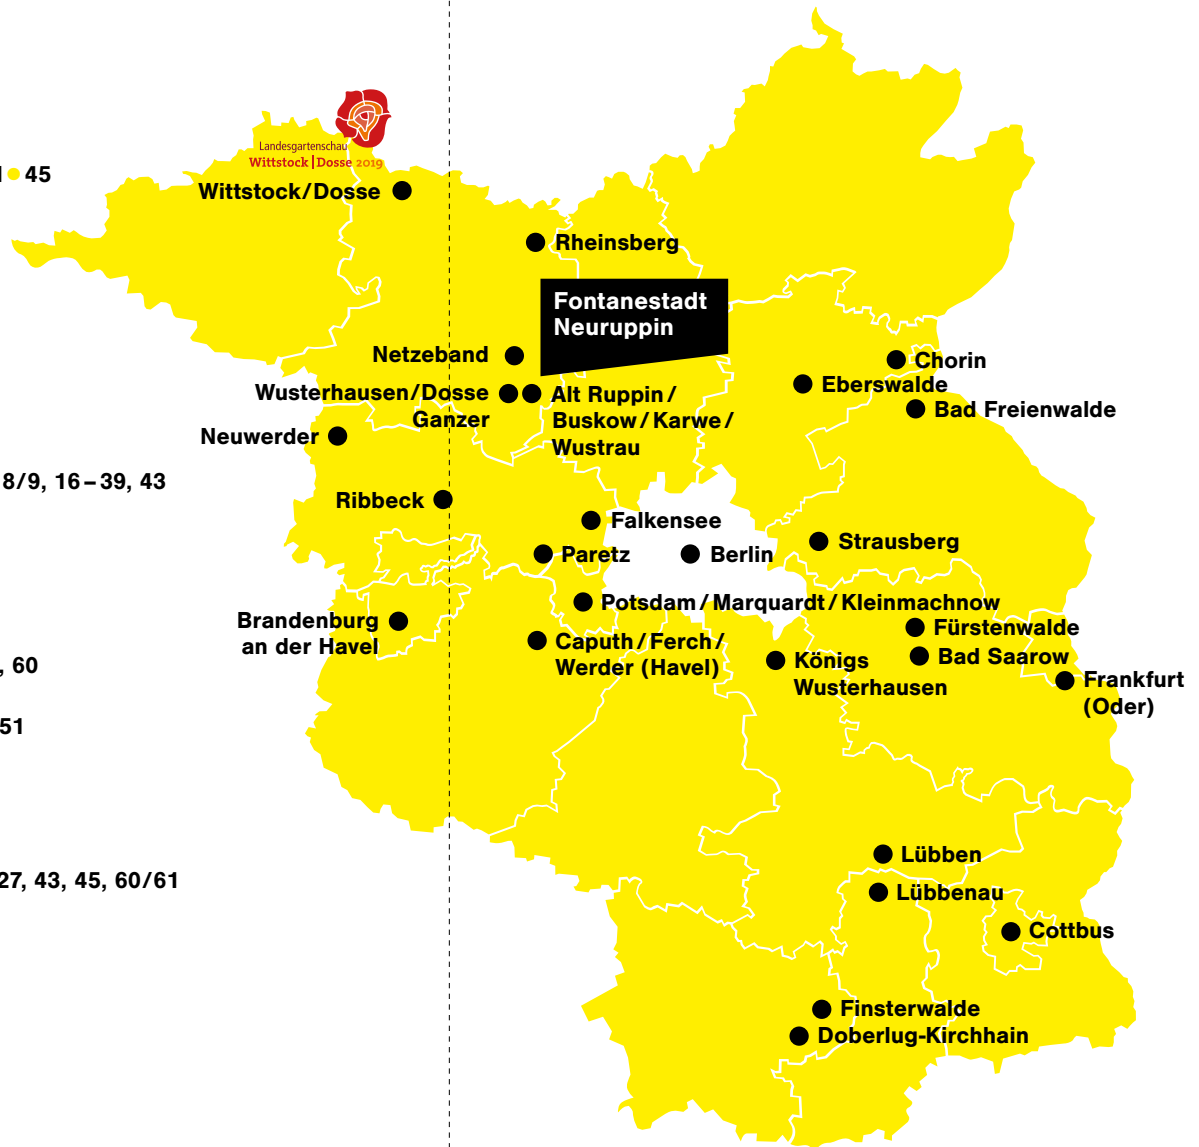 Landesgartenschau
Wittstock | Dosse 2019
45
Wittstock/Dosse
Rheinsberg
Fontanestadt
Neuruppin
Netzeband
Chorin
Eberswalde
Wusterhausen/Dosse
Ganzer
Alt Ruppin/
Buskow/Karwe/
Wustrau
Bad Freienwalde
Neuwerder
8/9, 16–39, 43
Ribbeck
Falkensee
Strausberg
Paretz
Berlin
Potsdam/Marquardt/Kleinmachnow
Brandenburg
an der Havel
Fürstenwalde
Caputh/Ferch/
Werder (Havel)
Bad Saarow
Königs
Wusterhausen
, 60
Frankfurt
(Oder)
51
Lübben
27, 43, 45, 60/61
Lübbenau
Cottbus
Finsterwalde
Doberlug-Kirchhain